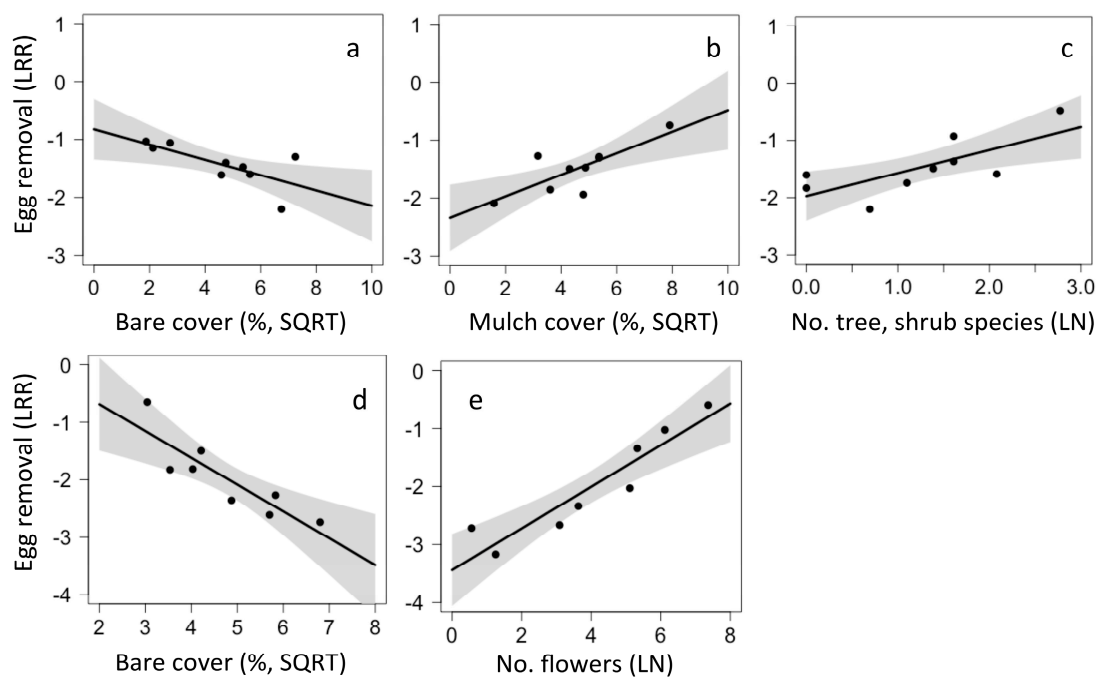 a
Egg removal (LRR)
1
0
-1
-2
-3
0 2 4 6 8 10
Bare cover (%, SQRT)
b
1
0
-1
-2
-3
0 2 4 6 8 10
Mulch cover (%, SQRT)
c
1
0
-1
-2
-3
0.0 1.0 2.0 3.0
No. tree, shrub species (LN)
d
Egg removal (LRR)
0
-1
-2
-3
-4
2 3 4 5 6 7 8
Bare cover (%, SQRT)
e
0
-1
-2
-3
-4
0 2 4 6 8
No. flowers (LN)